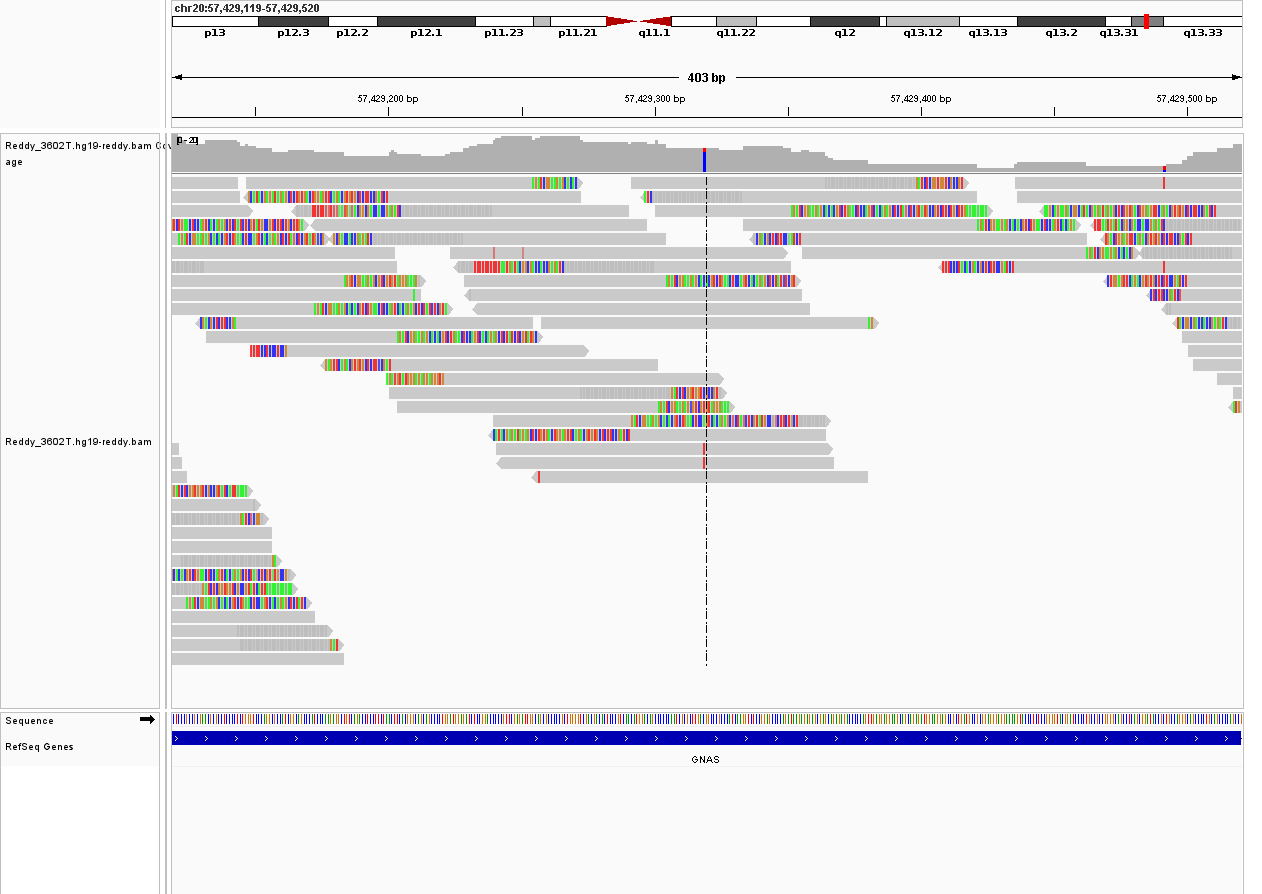 chr20:57,429,119-57,429,520
p13 p12.3 p12.2 p12.1 p11.23 p11.21 q11.1 q11.22 q12 q13.12 q13.13 q13.2 q13.31 q13.33
403 bp
57,429,200 bp 57,429,300 bp 57,429,400 bp 57,429,500 bp
[0-20]
Reddy_3602T.hg19-reddy.bam Cov
age
Reddy_3602T.hg19-reddy.bam
Sequence
RefSeq Genes
GNAS